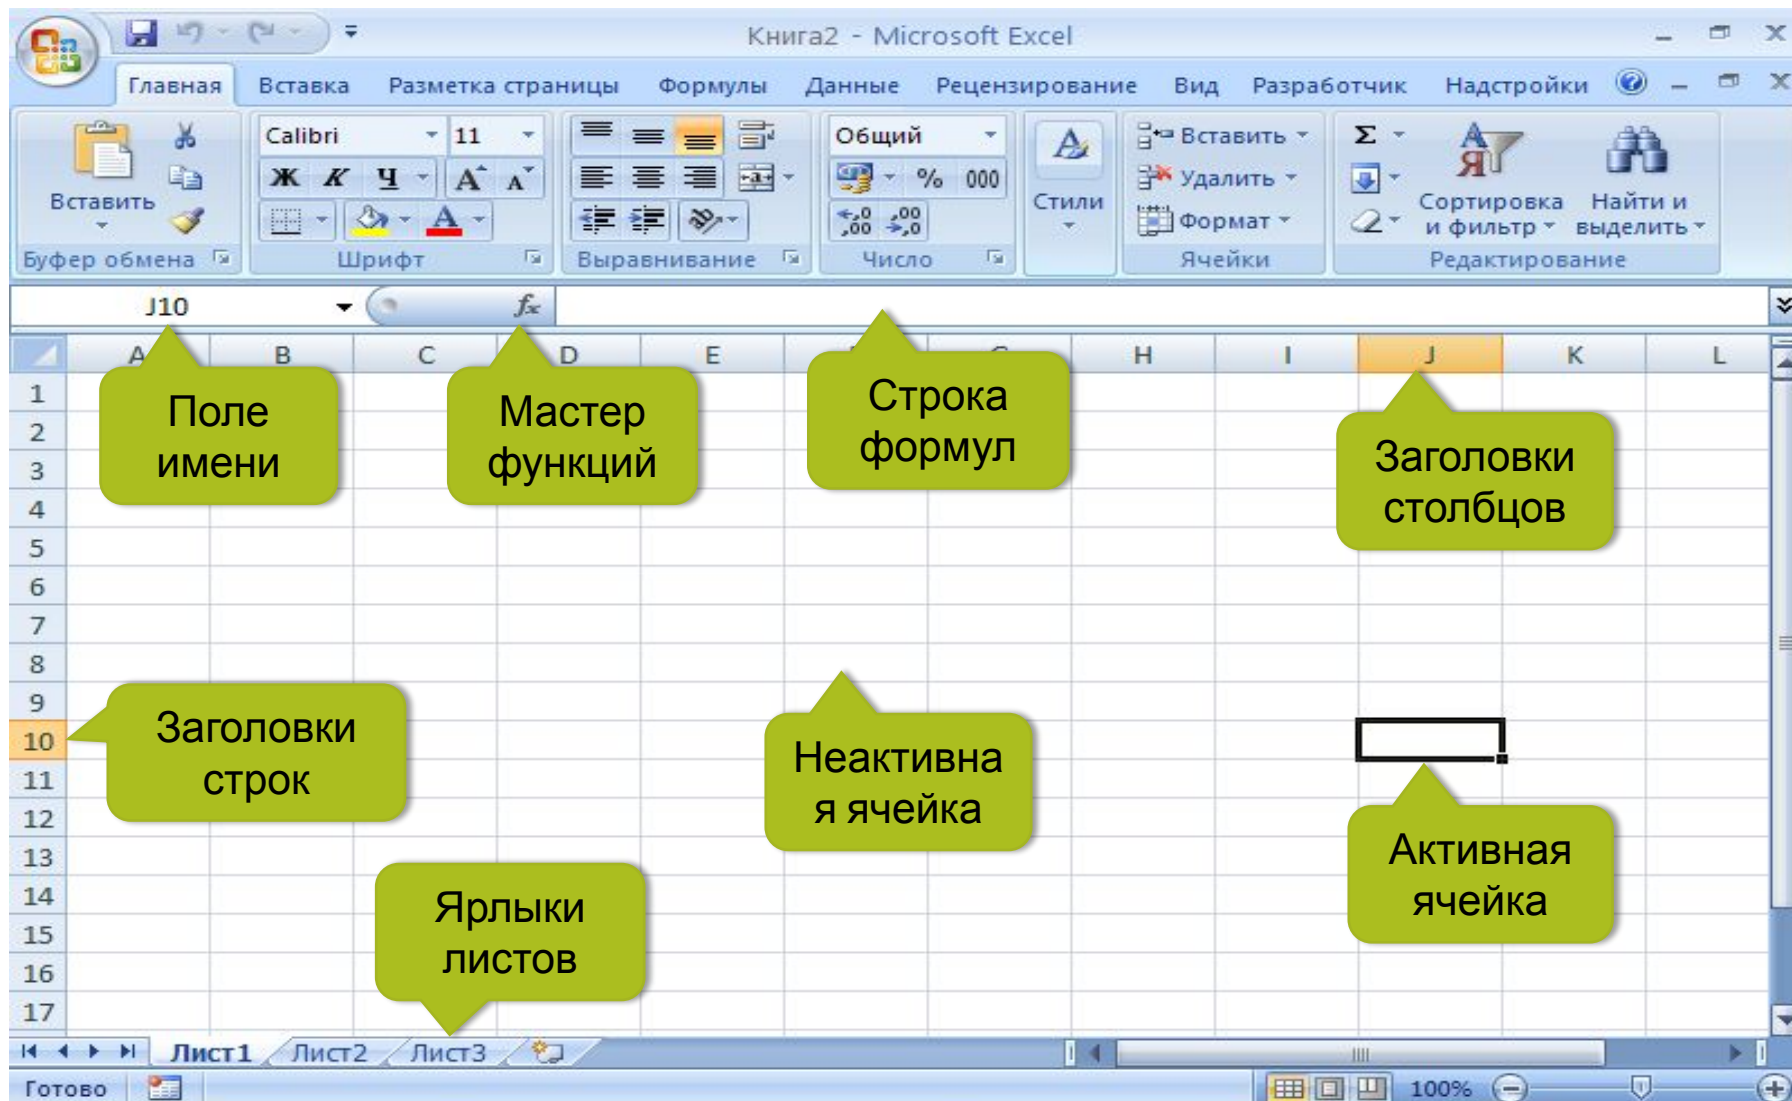 Книга2 - Microsoft Excel
Главная Вставка Разметка страницы Формулы Данные Рецензирование Вид Разработчик Надстройки
Calibri 11 Общий Вставить Σ
Ж К Ч А А % 000 Удалить
Вставить Стили Формат Сортировка и фильтр Найти и выделить
Буфер обмена Шрифт Выравнивание Число Ячейки Редактирование
J10 fx
A B C D E H I J K L
1
2
3
4
5
6
7
8
9
10
11
12
13
14
15
16
17
Поле
имени
Мастер
функций
Строка
формул
Заголовки
столбцов
Заголовки
строк
Неактивна
я ячейка
Активная
ячейка
Ярлыки
листов
Лист1 Лист2 Лист3
Готово 100%